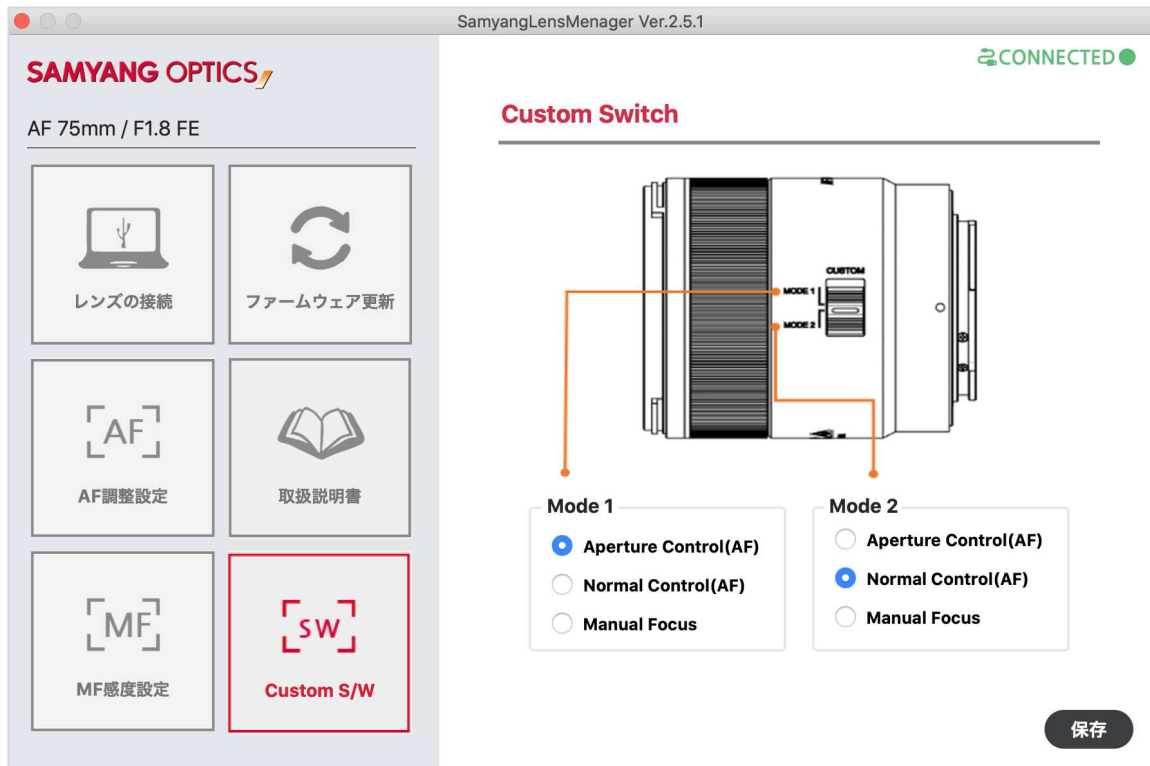 SamyangLensMenager Ver.2.5.1
SAMYANG OPTICS
CONNECTED
AF 75mm / F1.8 FE
レンズの接続
ファームウェア更新
AF
AF調整設定
取扱説明書
MF
MF感度設定
SW
Custom S/W
Custom Switch
CUSTOM
MODE 1
MODE 2
Mode 1
Aperture Control(AF)
Normal Control(AF)
Manual Focus
Mode 2
Aperture Control(AF)
Normal Control(AF)
Manual Focus
保存